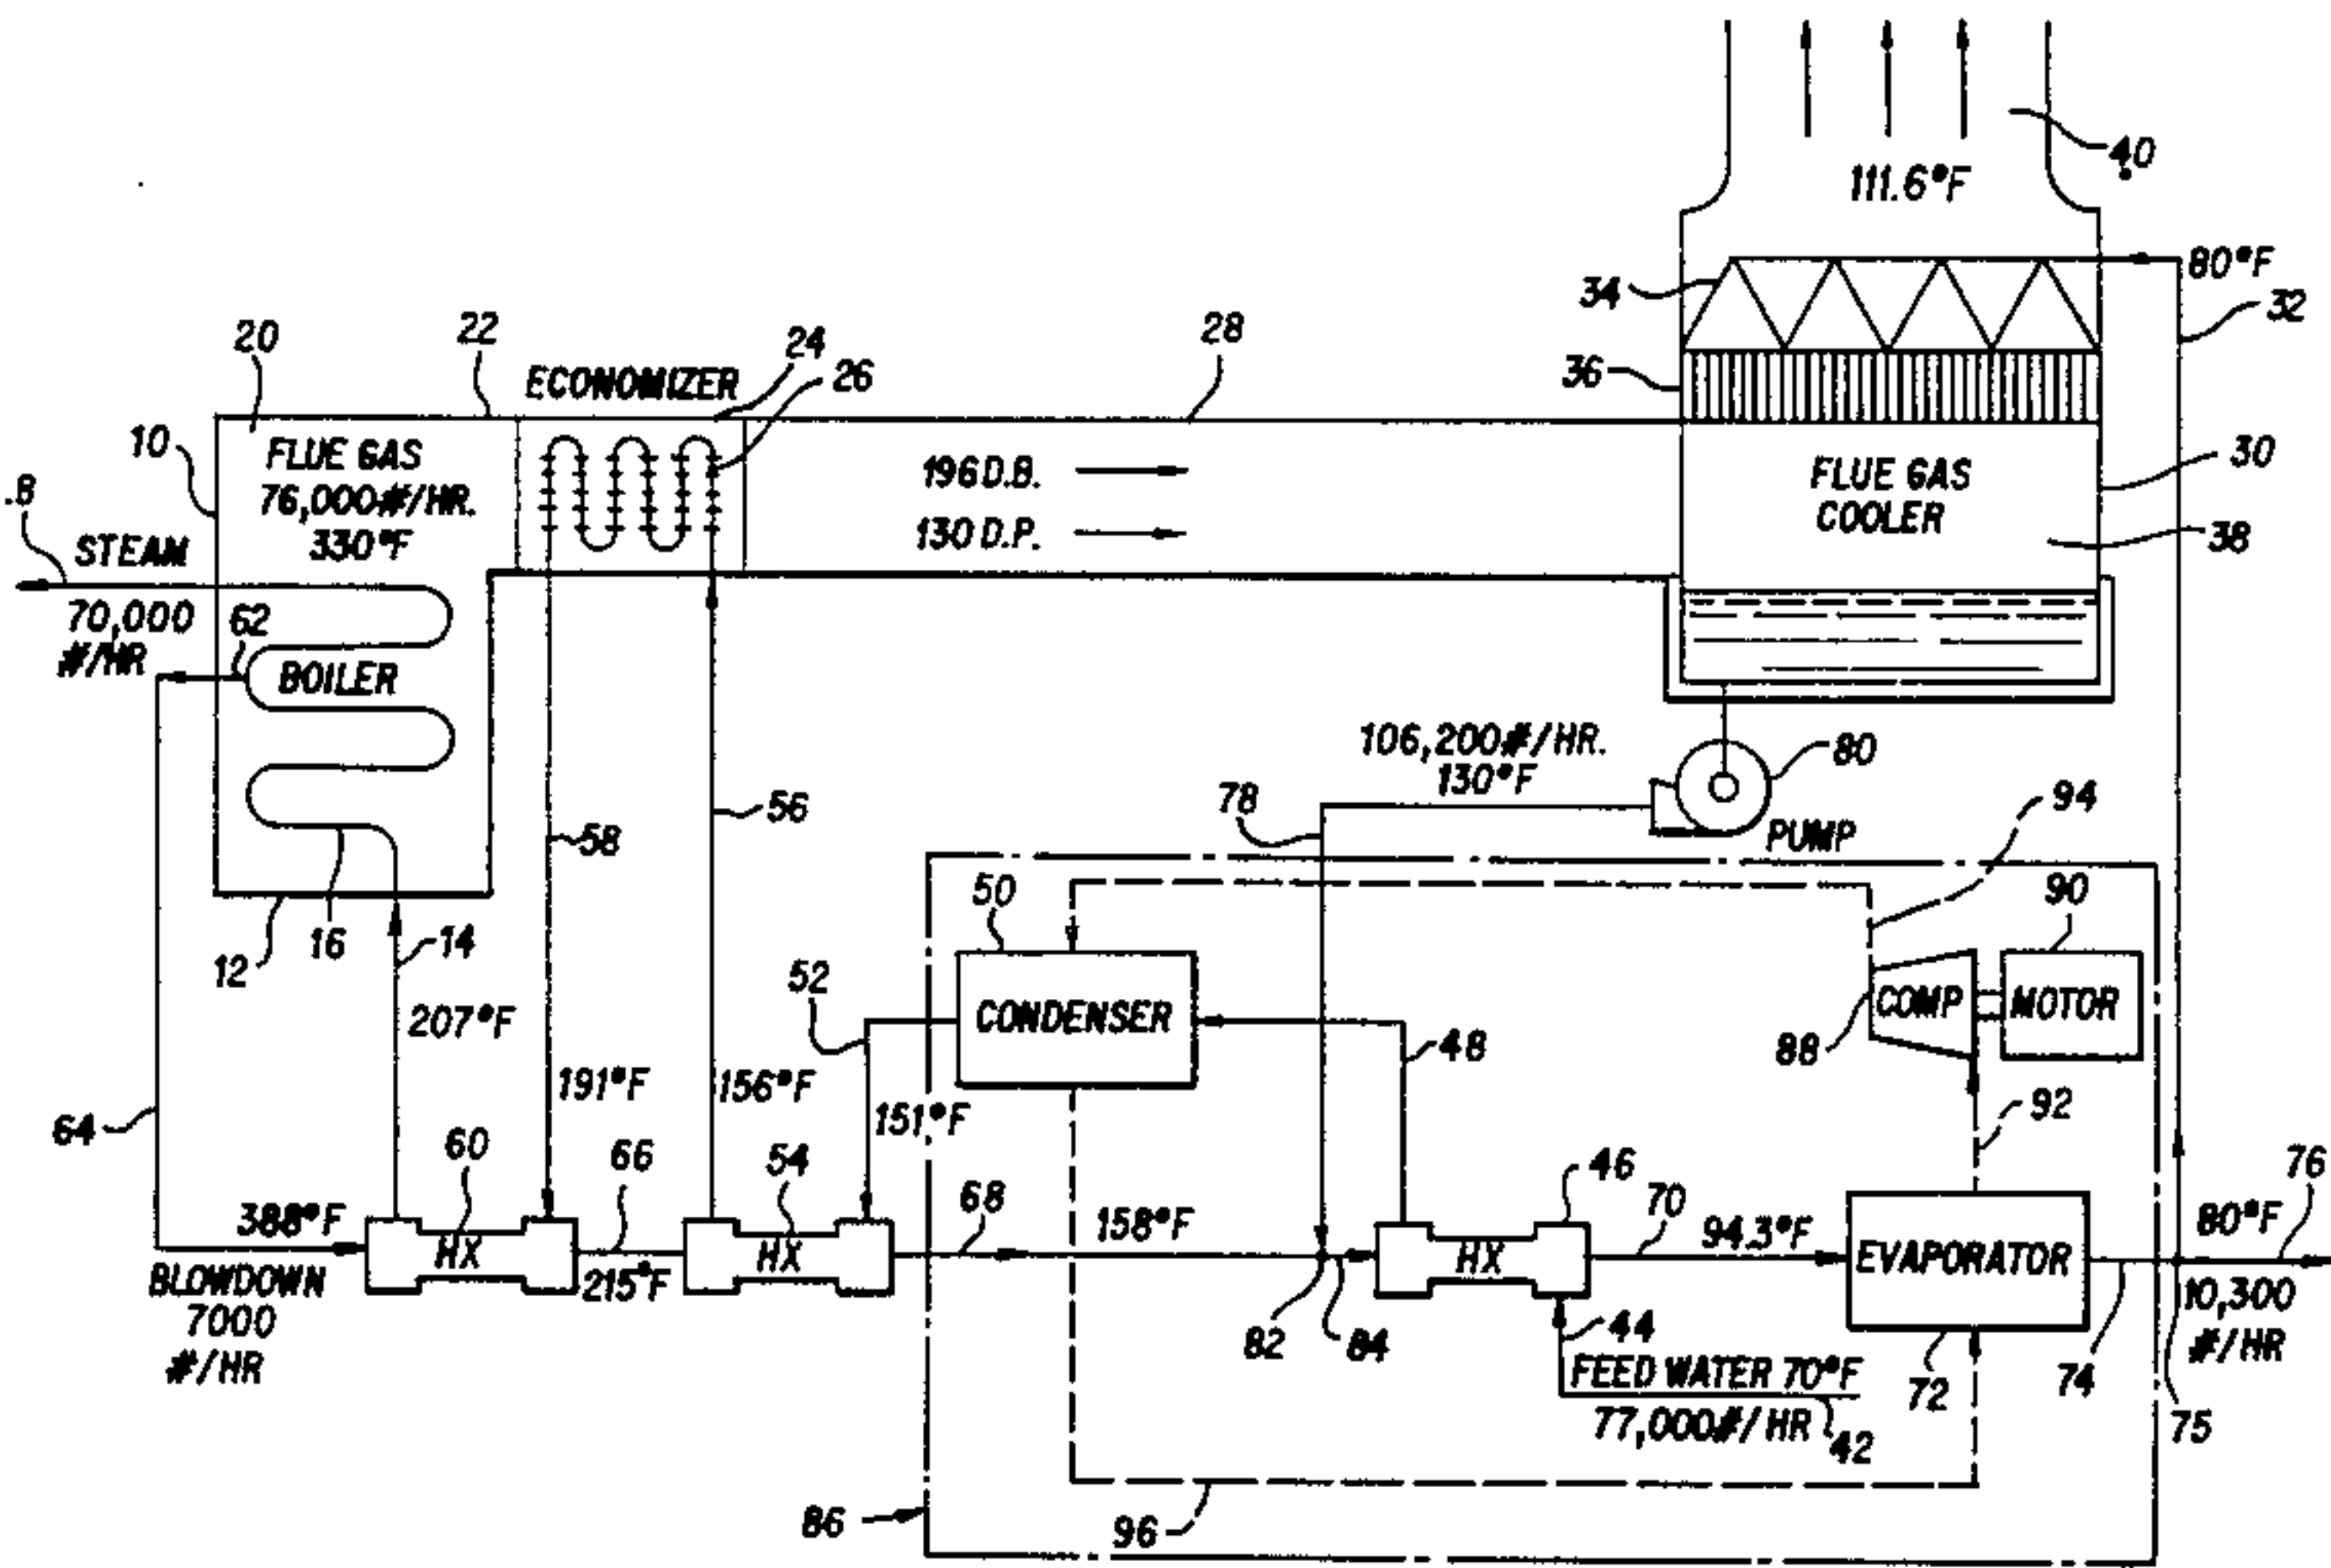 40
111.6°F
80°F
34
32
20
22
24
28
ECONOMIZER
26
36
10
FLUE GAS
76,000#/HR.
330°F
196 D.B.
130 D.P.
FLUE GAS
COOLER
30
38
.8
STEAM
70,000
#/HR
62
BOILER
106,200#/HR.
130°F
80
78
PUMP
94
58
56
50
90
12
16
14
52
CONDENSER
COMP
MOTOR
88
207°F
48
64
191°F
156°F
151°F
92
60
66
54
68
46
70
76
388°F
HX
215°F
HX
158°F
HX
94.3°F
EVAPORATOR
80°F
BLOWDOWN
7000
#/HR
82
84
44
10,300
#/HR
FEED WATER 70°F
77,000#/HR
42
72
74
75
86
96